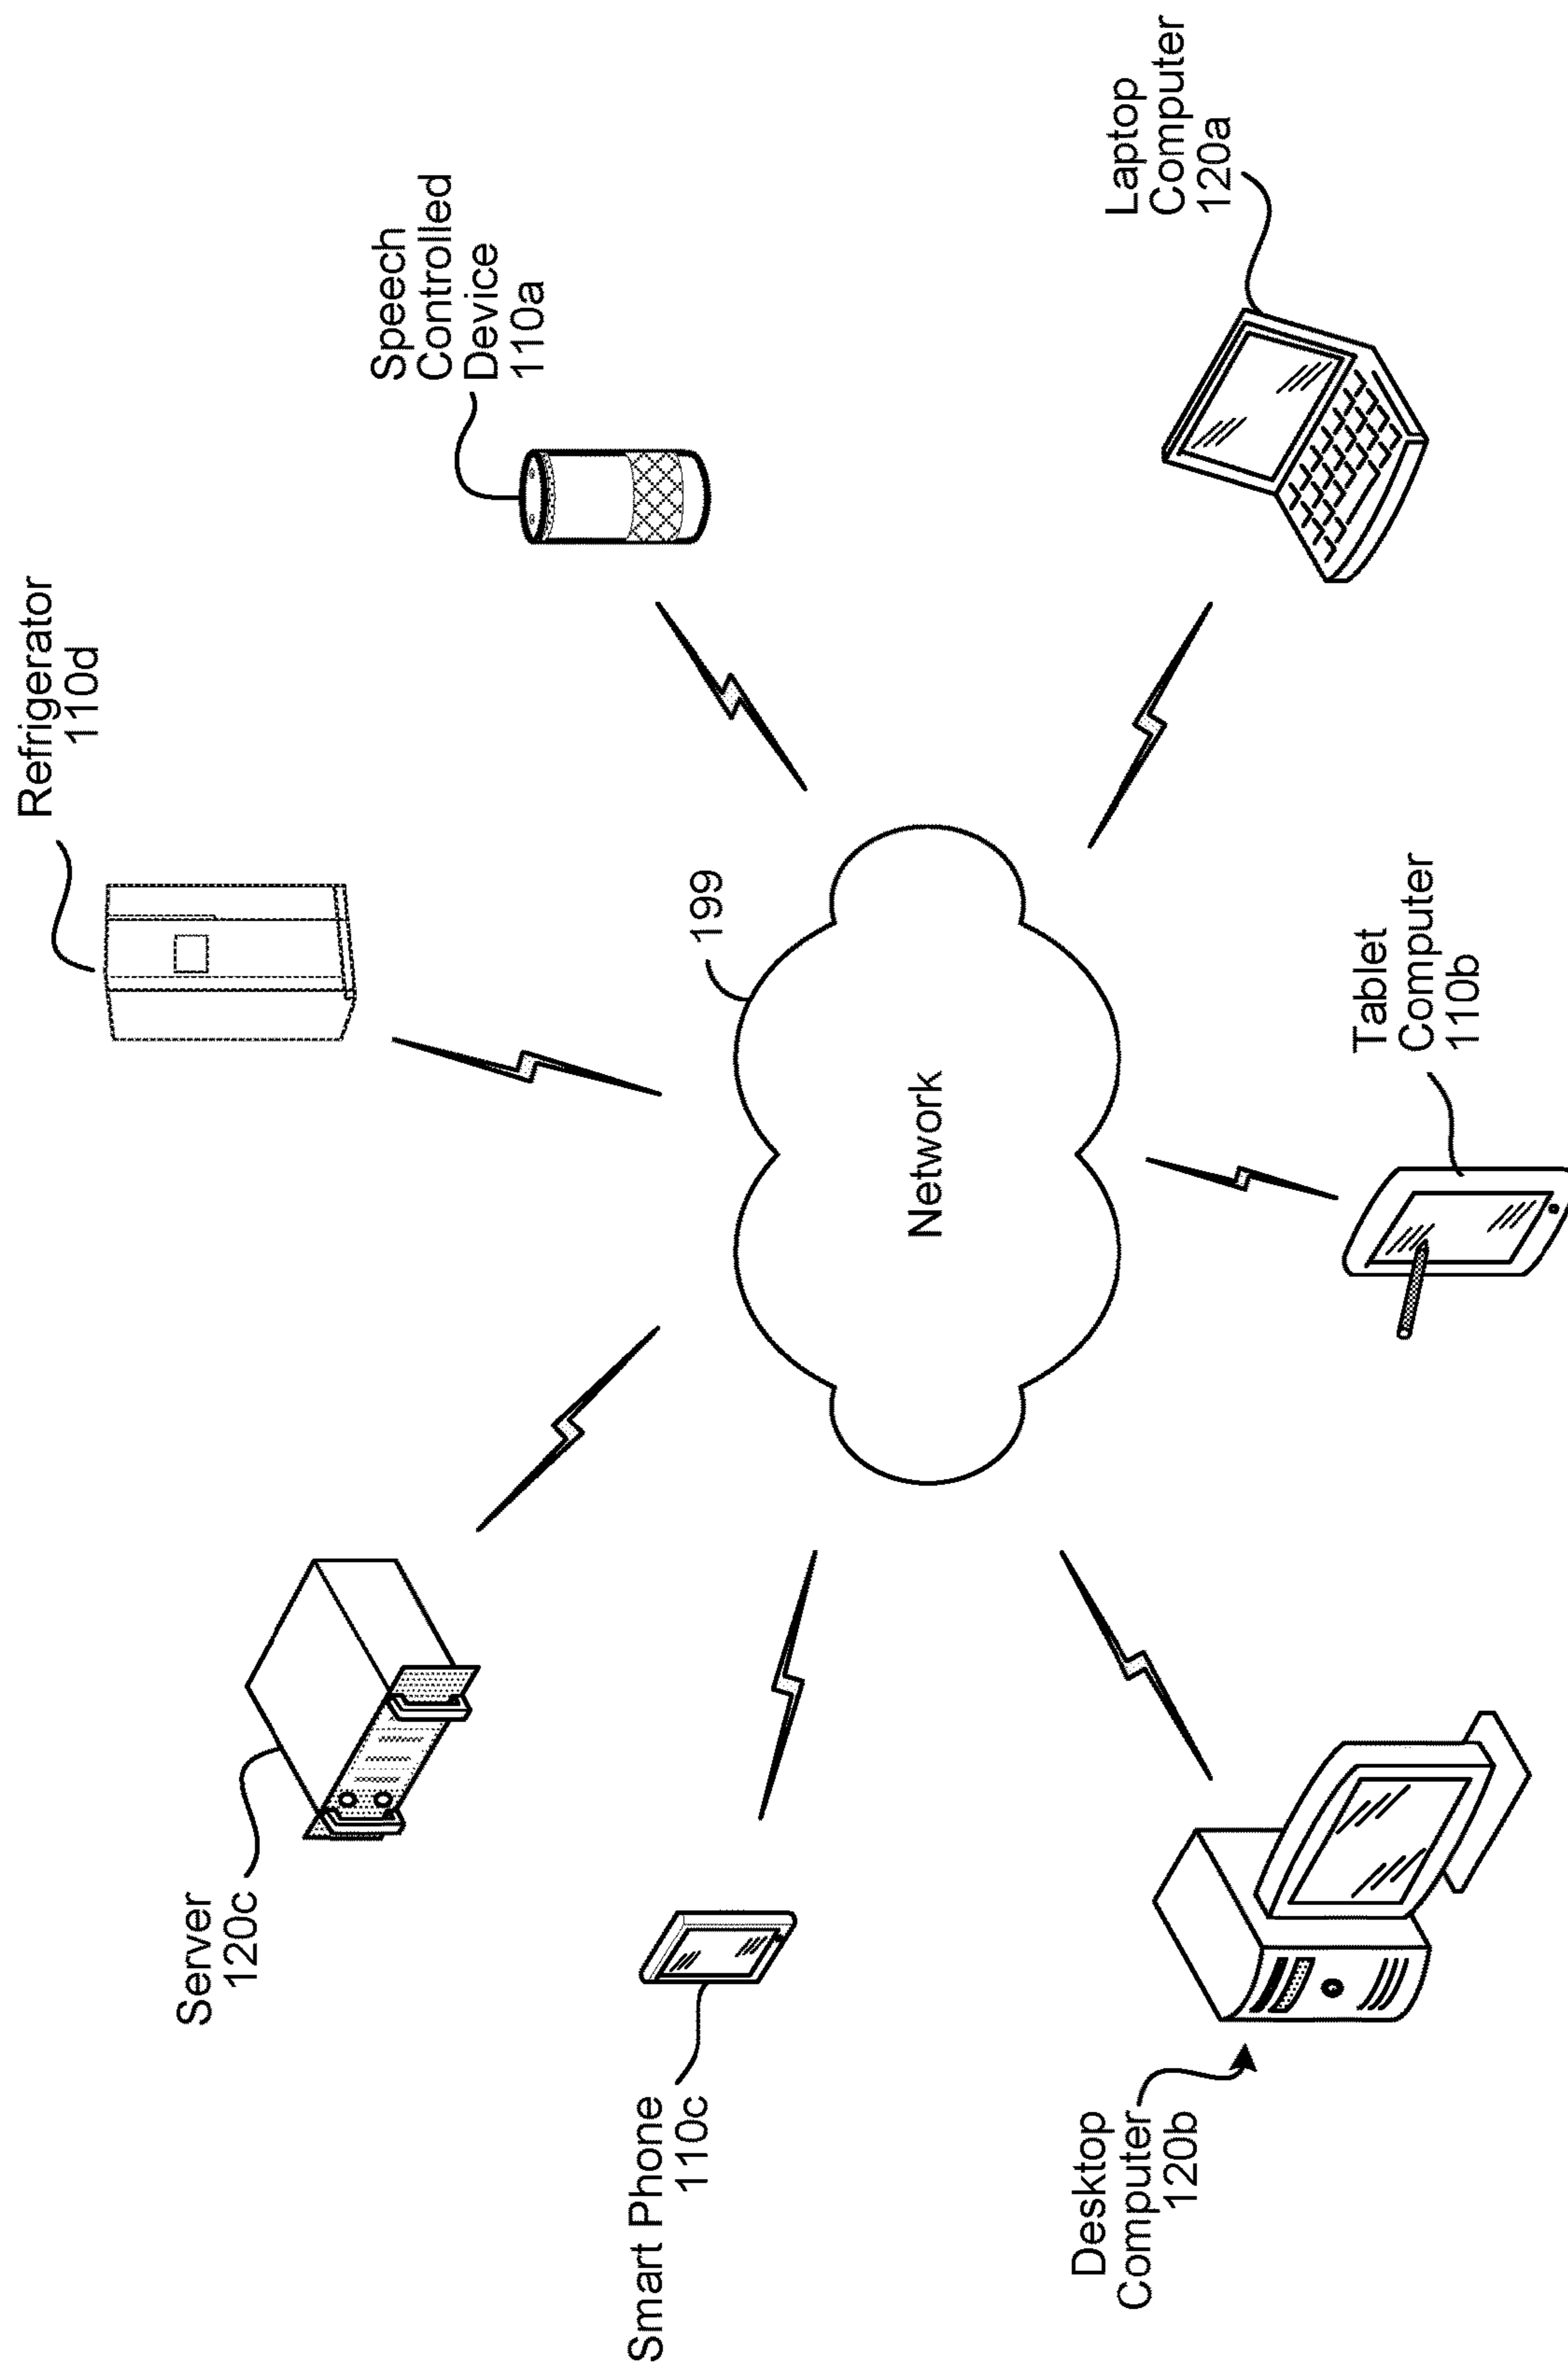 Server
120c
Refrigerator
110d
Speech
Controlled
Device
110a
Smart Phone
110c
199
Network
Desktop
Computer
120b
Tablet
Computer
110b
Laptop
Computer
120a